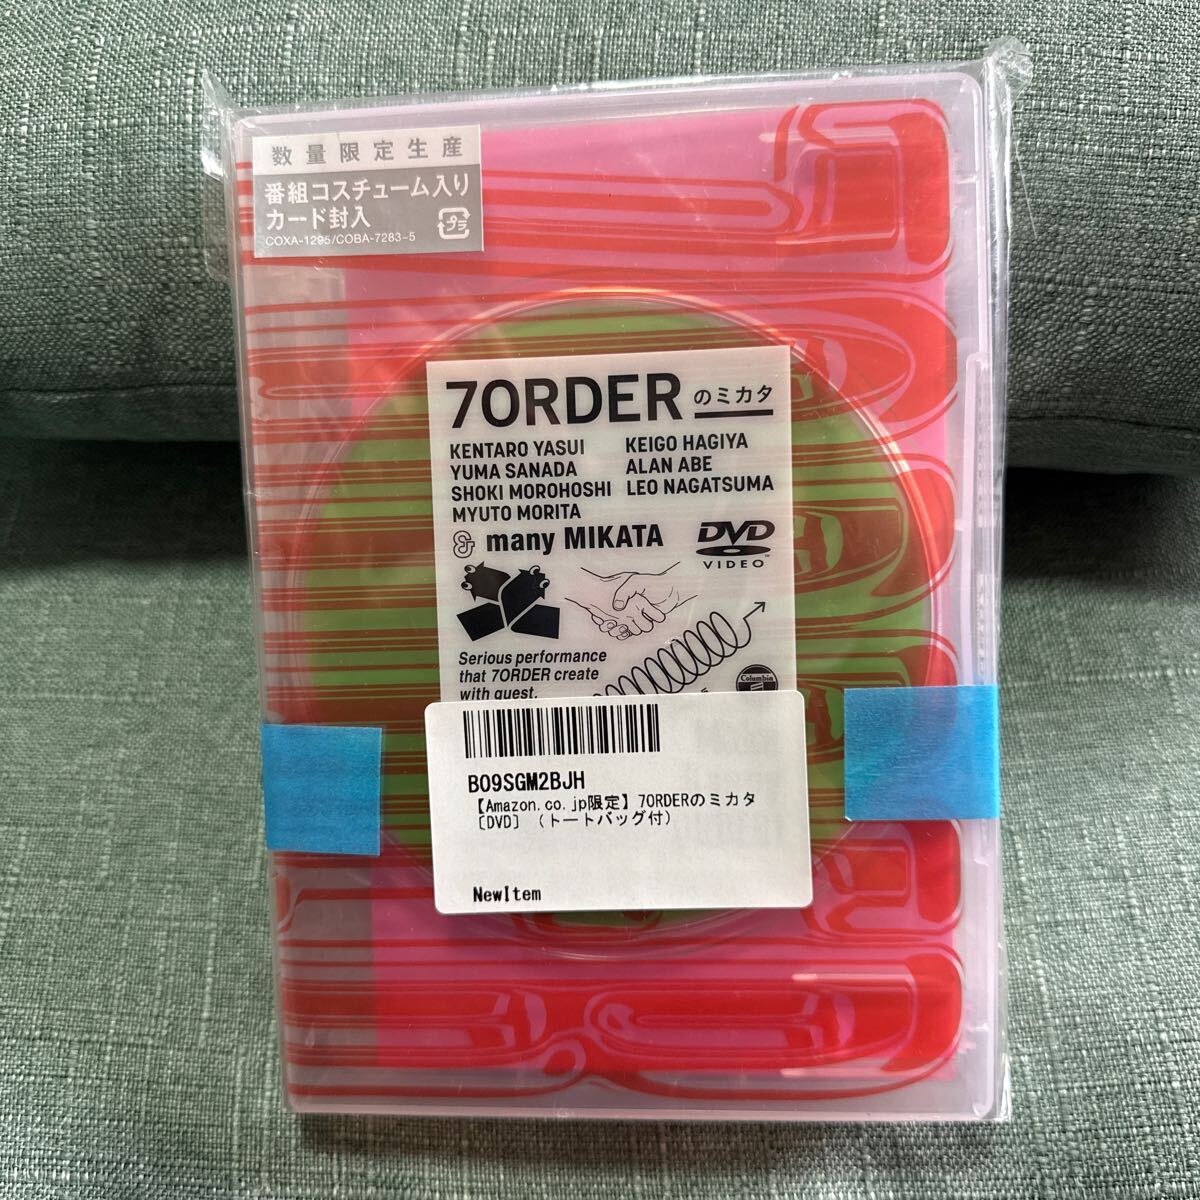 数量限定生産
番組コスチューム入り
カード封入
COXA-1295/COBA-7283-5
プラ
7ORDER のミカタ
KENTARO YASUI
YUMA SANADA
SHOKI MOROHOSHI
MYUTO MORITA
KEIGO HAGIYA
ALAN ABE
LEO NAGATSUMA
& many MIKATA
DVD
VIDEO™
Serious performance
that 7ORDER create
with guest.
Columbia
B09SGM2BJH
【Amazon.co.jp限定】7ORDERのミカタ
[DVD] (トートバッグ付)
NewItem